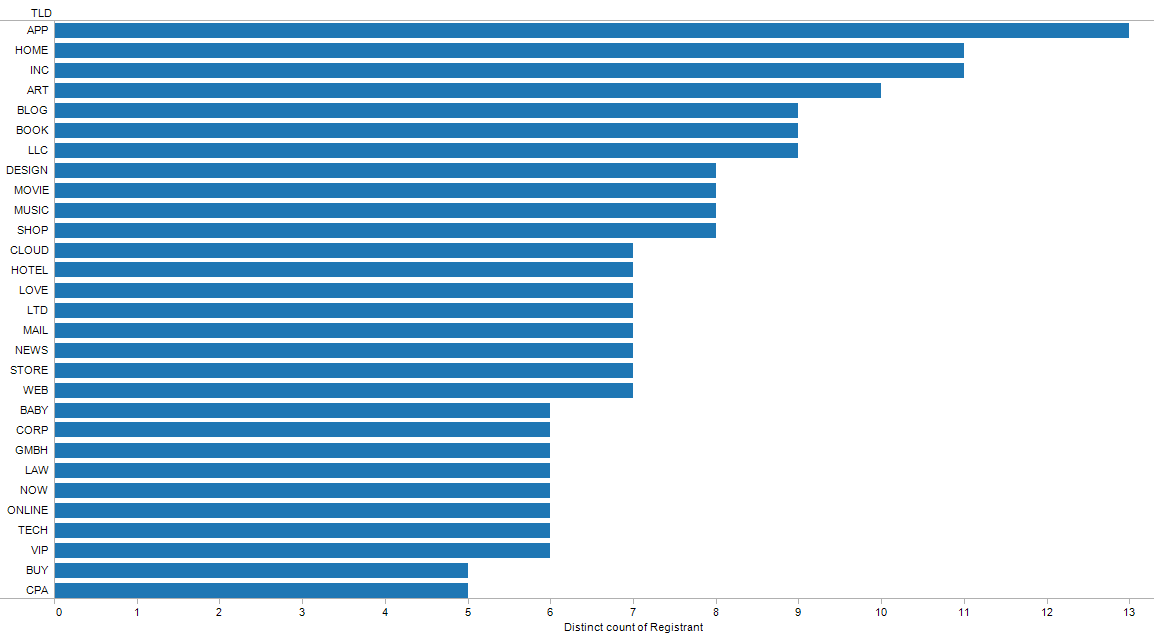 TLD
APP
HOME
INC
ART
BLOG
BOOK
LLC
DESIGN
MOVIE
MUSIC
SHOP
CLOUD
HOTEL
LOVE
LTD
MAIL
NEWS
STORE
WEB
BABY
CORP
GMBH
LAW
NOW
ONLINE
TECH
VIP
BUY
CPA
0 1 2 3 4 5 6 7 8 9 10 11 12 13
Distinct count of Registrant